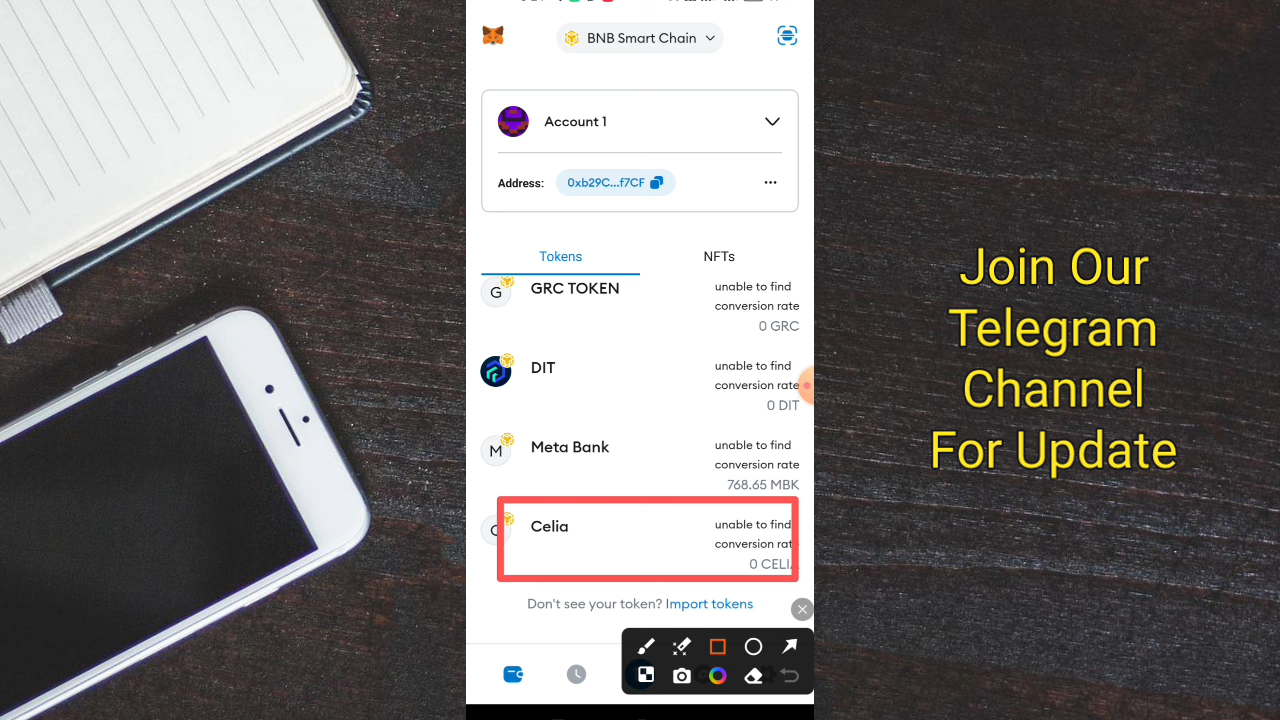 BNB Smart Chain
Account 1
Address: 0xb29C...f7CF
Tokens NFTs
G GRC TOKEN unable to find
conversion rate
0 GRC
DIT unable to find
conversion rate
0 DIT
M Meta Bank unable to find
conversion rate
768.65 MBK
Celia unable to find
conversion rate
0 CELIA
Don't see your token? Import tokens
Join Our
Telegram
Channel
For Update